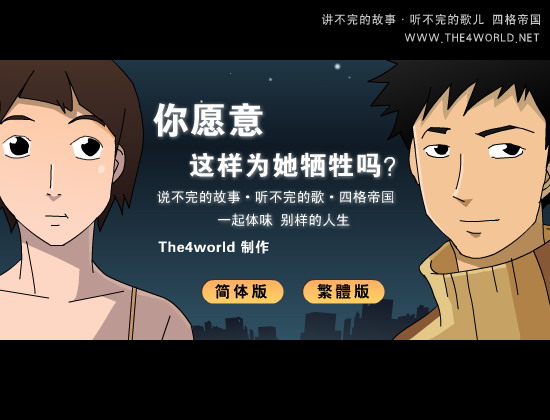 讲不完的故事·听不完的歌儿 四格帝国
WWW.THE4WORLD.NET
你愿意
这样为她牺牲吗？
说不完的故事·听不完的歌·四格帝国
一起体味 别样的人生
The4world 制作
简体版 繁體版